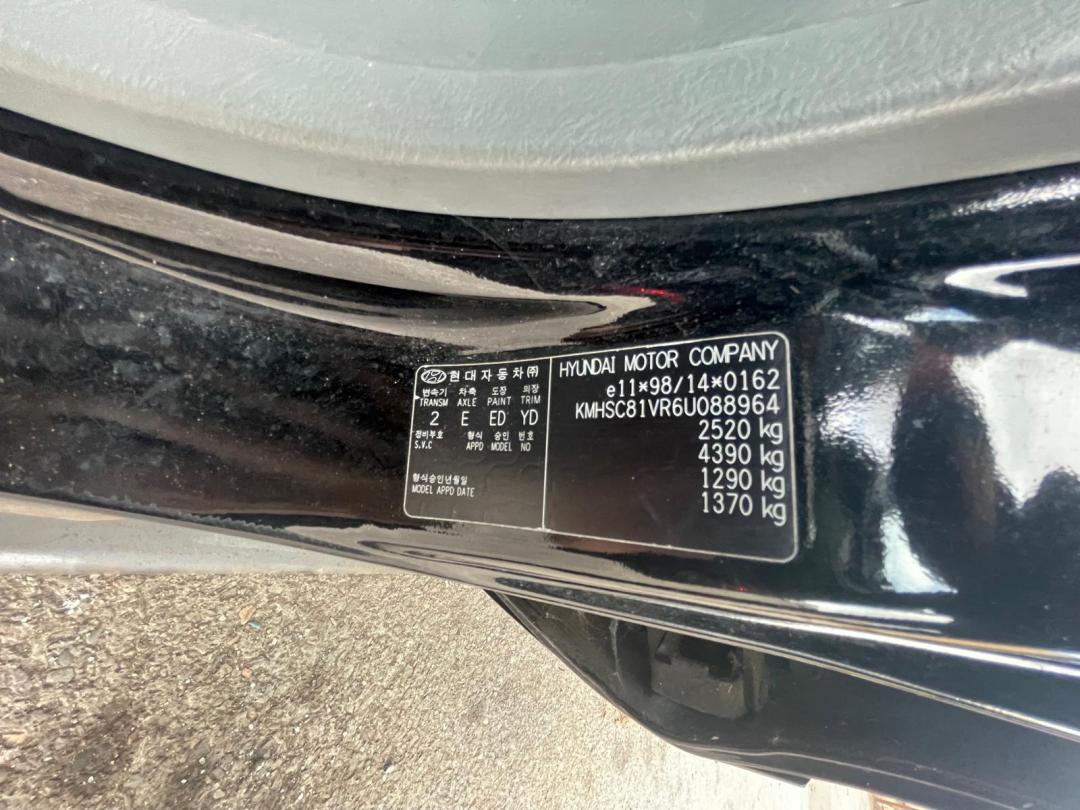 현대자동차㈜
변속기 차축 도장 의장
TRANSM AXLE PAINT TRIM
2 E ED YD
정비부호 형식 승인 번호
S.V.C APPD MODEL NO
형식승인년월일
MODEL APPD DATE
HYUNDAI MOTOR COMPANY
e11*98/14*0162
KMHSC81VR6U088964
2520 kg
4390 kg
1290 kg
1370 kg